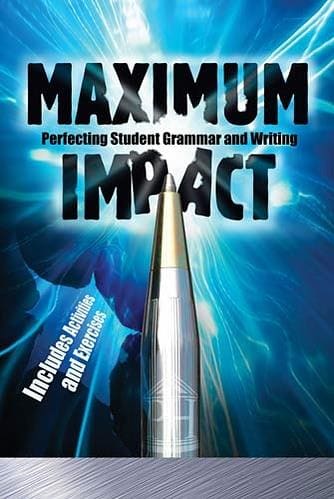 MAXIMUM
Perfecting Student Grammar and Writing
IMPACT
Includes Activities
and Exercises